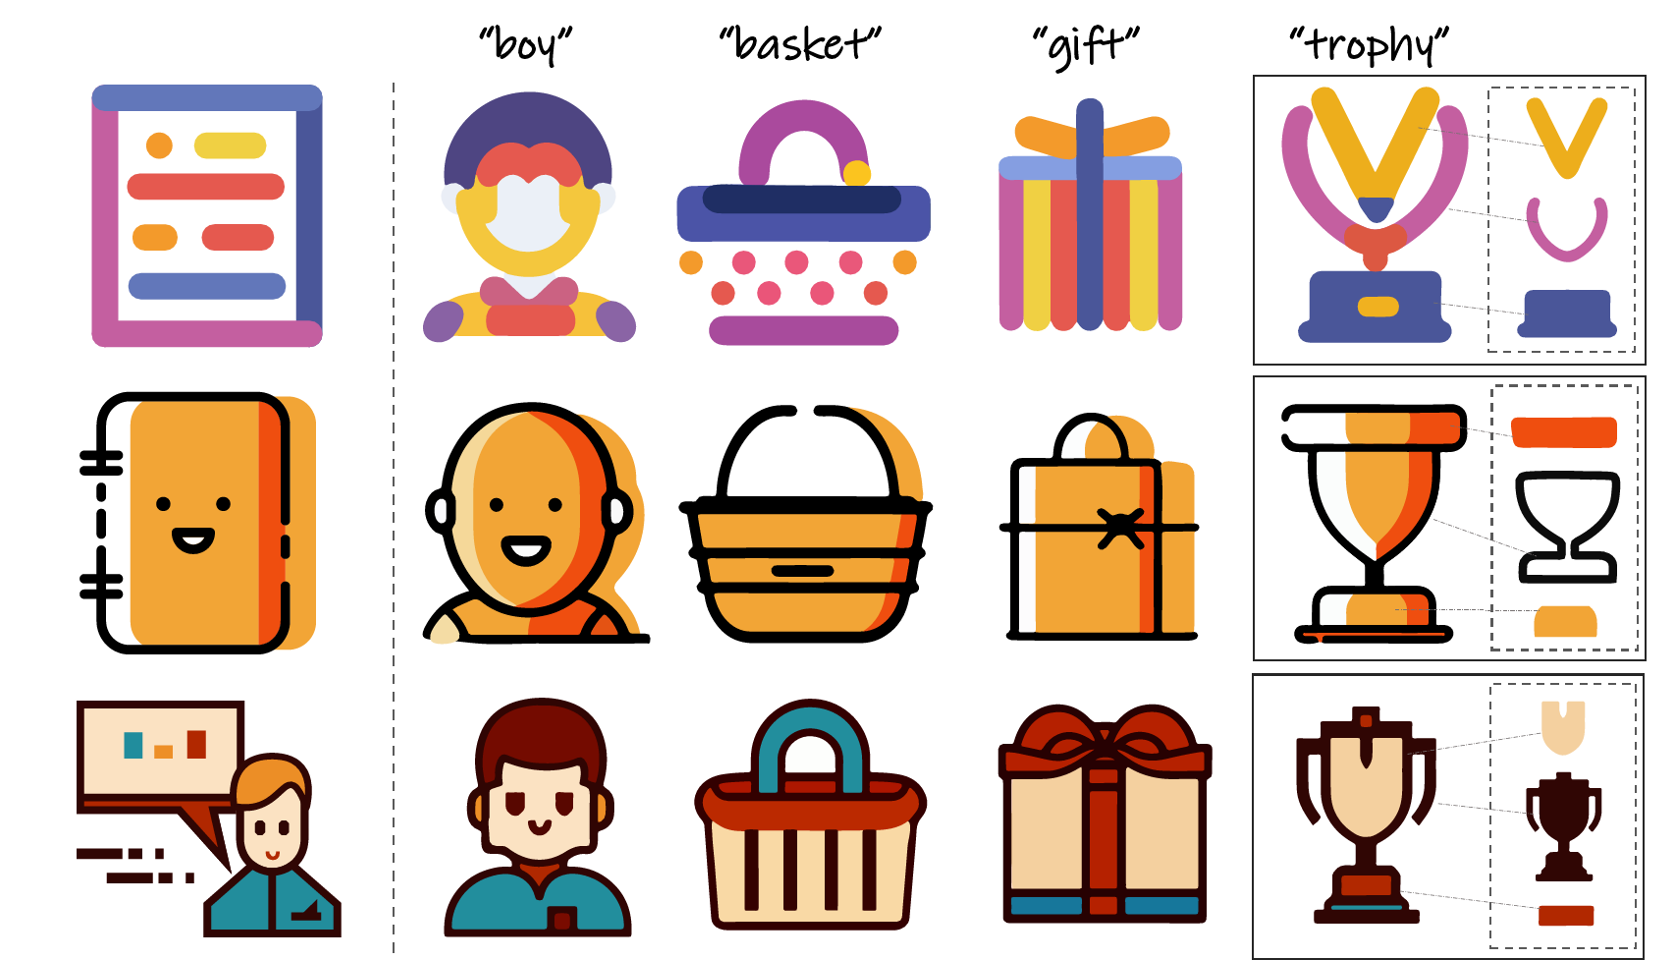 “boy” “basket” “gift” “trophy”